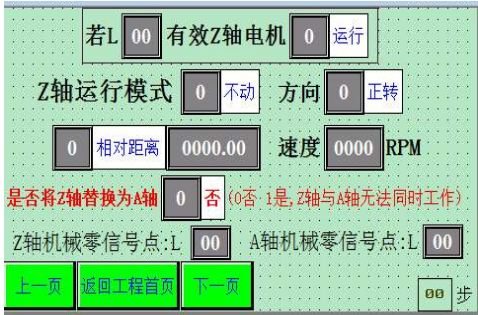 若L 00 有效Z轴电机 0 运行
Z轴运行模式 0 不动 方向 0 正转
0 相对距离 0000.00 速度 0000 RPM
是否将Z轴替换为A轴 0 否 (0否 1是,Z轴与A轴无法同时工作)
Z轴机械零信号点:L 00 A轴机械零信号点:L 00
上一页 返回工程首页 下一页 00 步